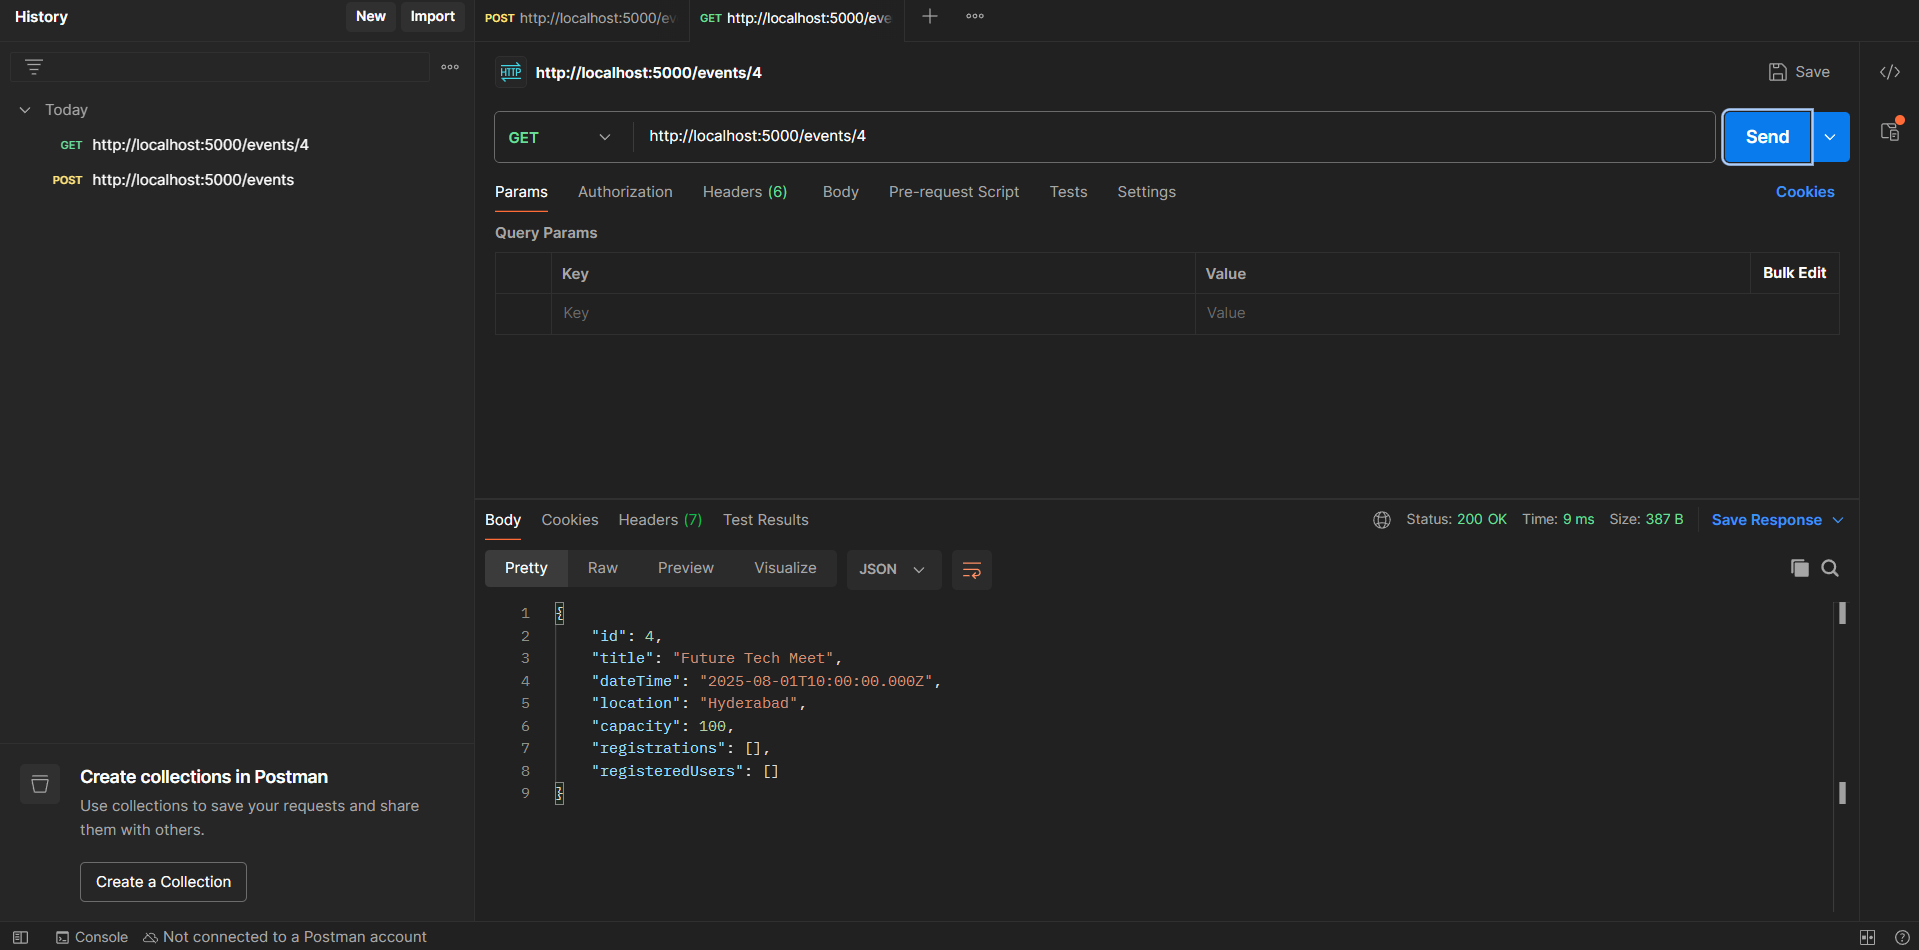 History
New
Import
Today
GET http://localhost:5000/events/4
POST http://localhost:5000/events
Create collections in Postman
Use collections to save your requests and share
them with others.
Create a Collection
POST http://localhost:5000/ev
GET http://localhost:5000/eve
HTTP http://localhost:5000/events/4
Save
GET http://localhost:5000/events/4
Send
Params Authorization Headers (6) Body Pre-request Script Tests Settings Cookies
Query Params
Key Value Bulk Edit
Key Value
Body Cookies Headers (7) Test Results Status: 200 OK Time: 9 ms Size: 387 B Save Response
Pretty Raw Preview Visualize JSON
1 {
2 "id": 4,
3 "title": "Future Tech Meet",
4 "dateTime": "2025-08-01T10:00:00.000Z",
5 "location": "Hyderabad",
6 "capacity": 100,
7 "registrations": [],
8 "registeredUsers": []
9 }
Console Not connected to a Postman account